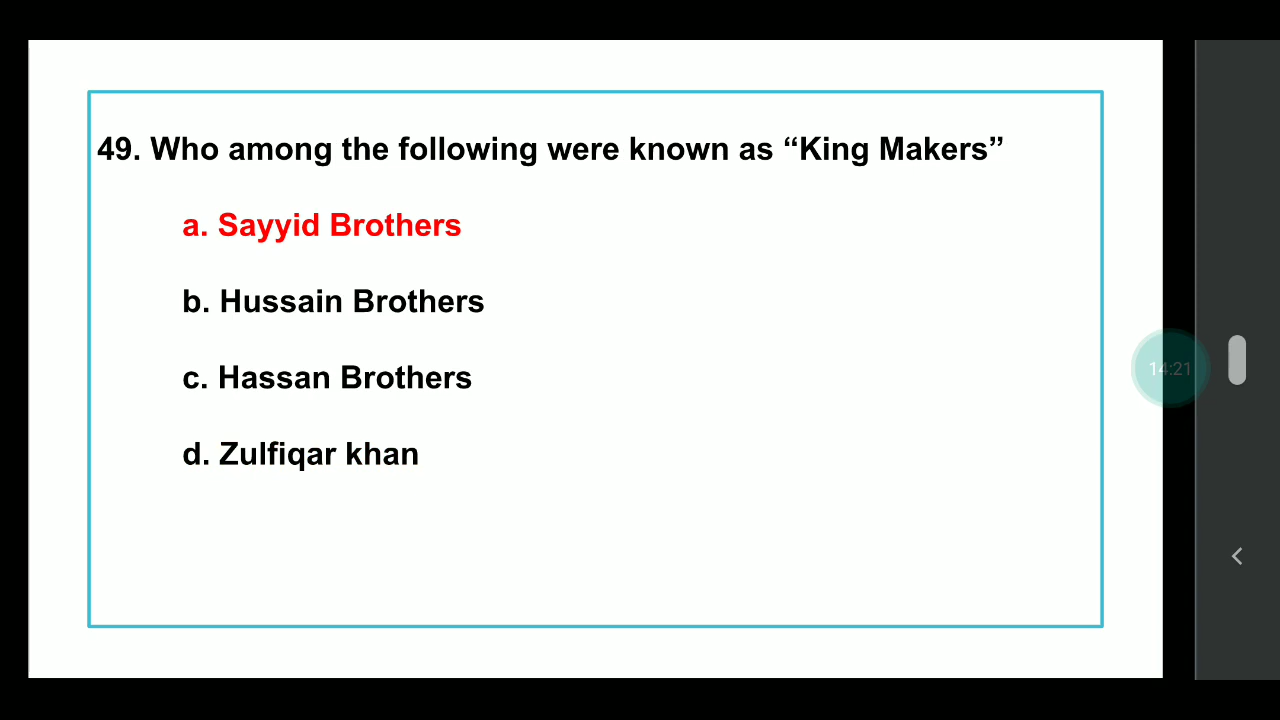 49. Who among the following were known as “King Makers”
a. Sayyid Brothers
b. Hussain Brothers
c. Hassan Brothers
d. Zulfiqar khan
14:21